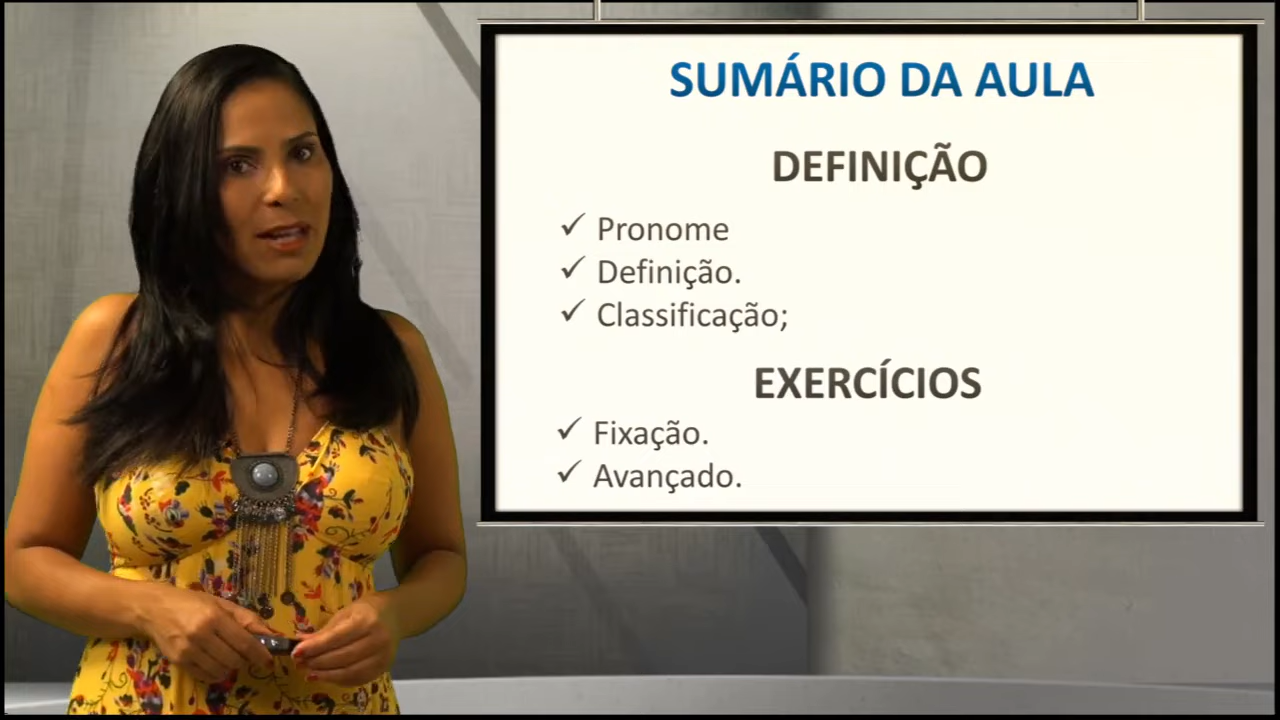 SUMÁRIO DA AULA
DEFINIÇÃO
✓ Pronome
✓ Definição.
✓ Classificação;
EXERCÍCIOS
✓ Fixação.
✓ Avançado.